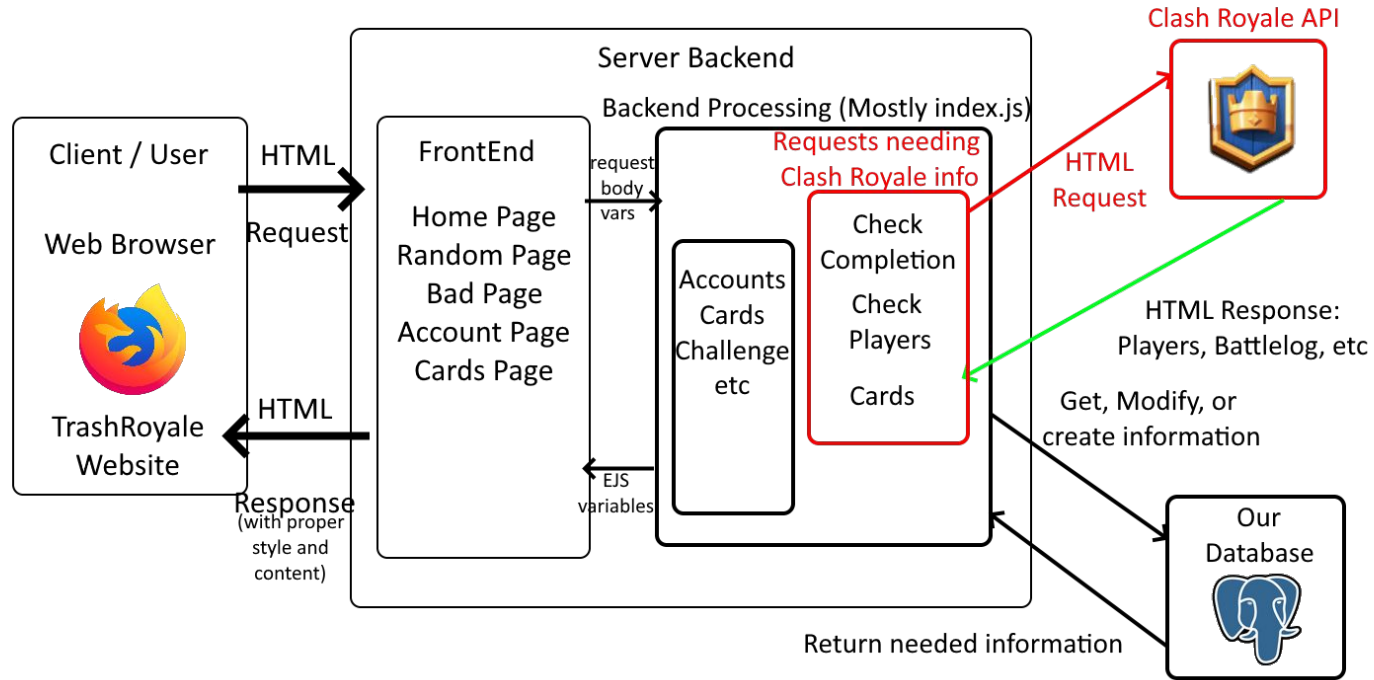 Clash Royale API
Server Backend
Backend Processing (Mostly index.js)
Client / User
Web Browser
TrashRoyale
Website
HTML
Request
HTML
Response
(with proper
style and
content)
FrontEnd
Home Page
Random Page
Bad Page
Account Page
Cards Page
request
body
vars
EJS
variables
Requests needing
Clash Royale info
Accounts
Cards
Challenge
etc
Check
Completion
Check
Players
Cards
HTML
Request
HTML Response:
Players, Battlelog, etc
Get, Modify, or
create information
Our
Database
Return needed information